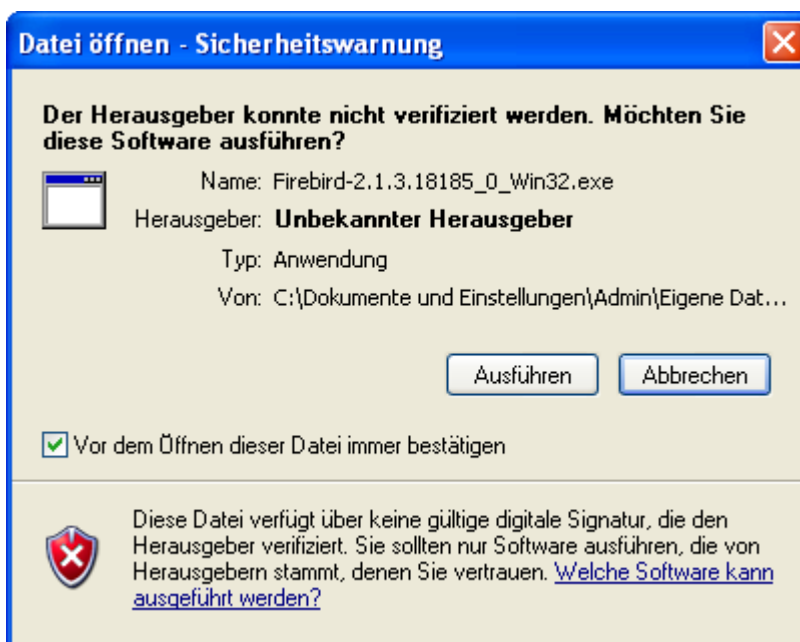 Datei öffnen - Sicherheitswarnung
Der Herausgeber konnte nicht verifiziert werden. Möchten Sie
diese Software ausführen?
Name: Firebird-2.1.3.18185_0_Win32.exe
Herausgeber: Unbekannter Herausgeber
Typ: Anwendung
Von: C:\Dokumente und Einstellungen\Admin\Eigene Dat...
Ausführen Abbrechen
Vor dem Öffnen dieser Datei immer bestätigen
Diese Datei verfügt über keine gültige digitale Signatur, die den
Herausgeber verifiziert. Sie sollten nur Software ausführen, die von
Herausgebern stammt, denen Sie vertrauen. Welche Software kann
ausgeführt werden?